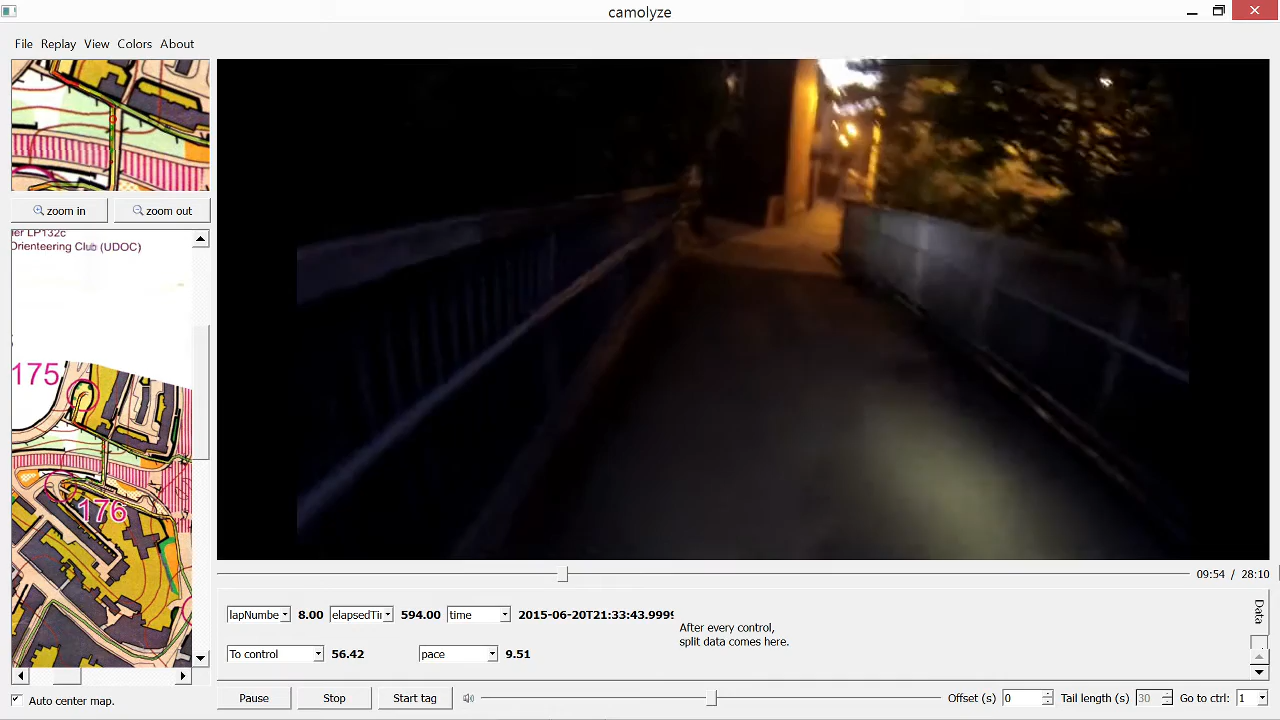 camolyze
File Replay View Colors About
zoom in zoom out
er LP132c
Orienteering Club (UDOC)
175
176
09:54 / 28:10
lapNumbe 8.00 elapsedTi 594.00 time 2015-06-20T21:33:43.999
To control 56.42 pace 9.51
After every control,
split data comes here.
Data
Auto center map.
Pause Stop Start tag Offset (s) 0 Tail length (s) 30 Go to ctrl: 1